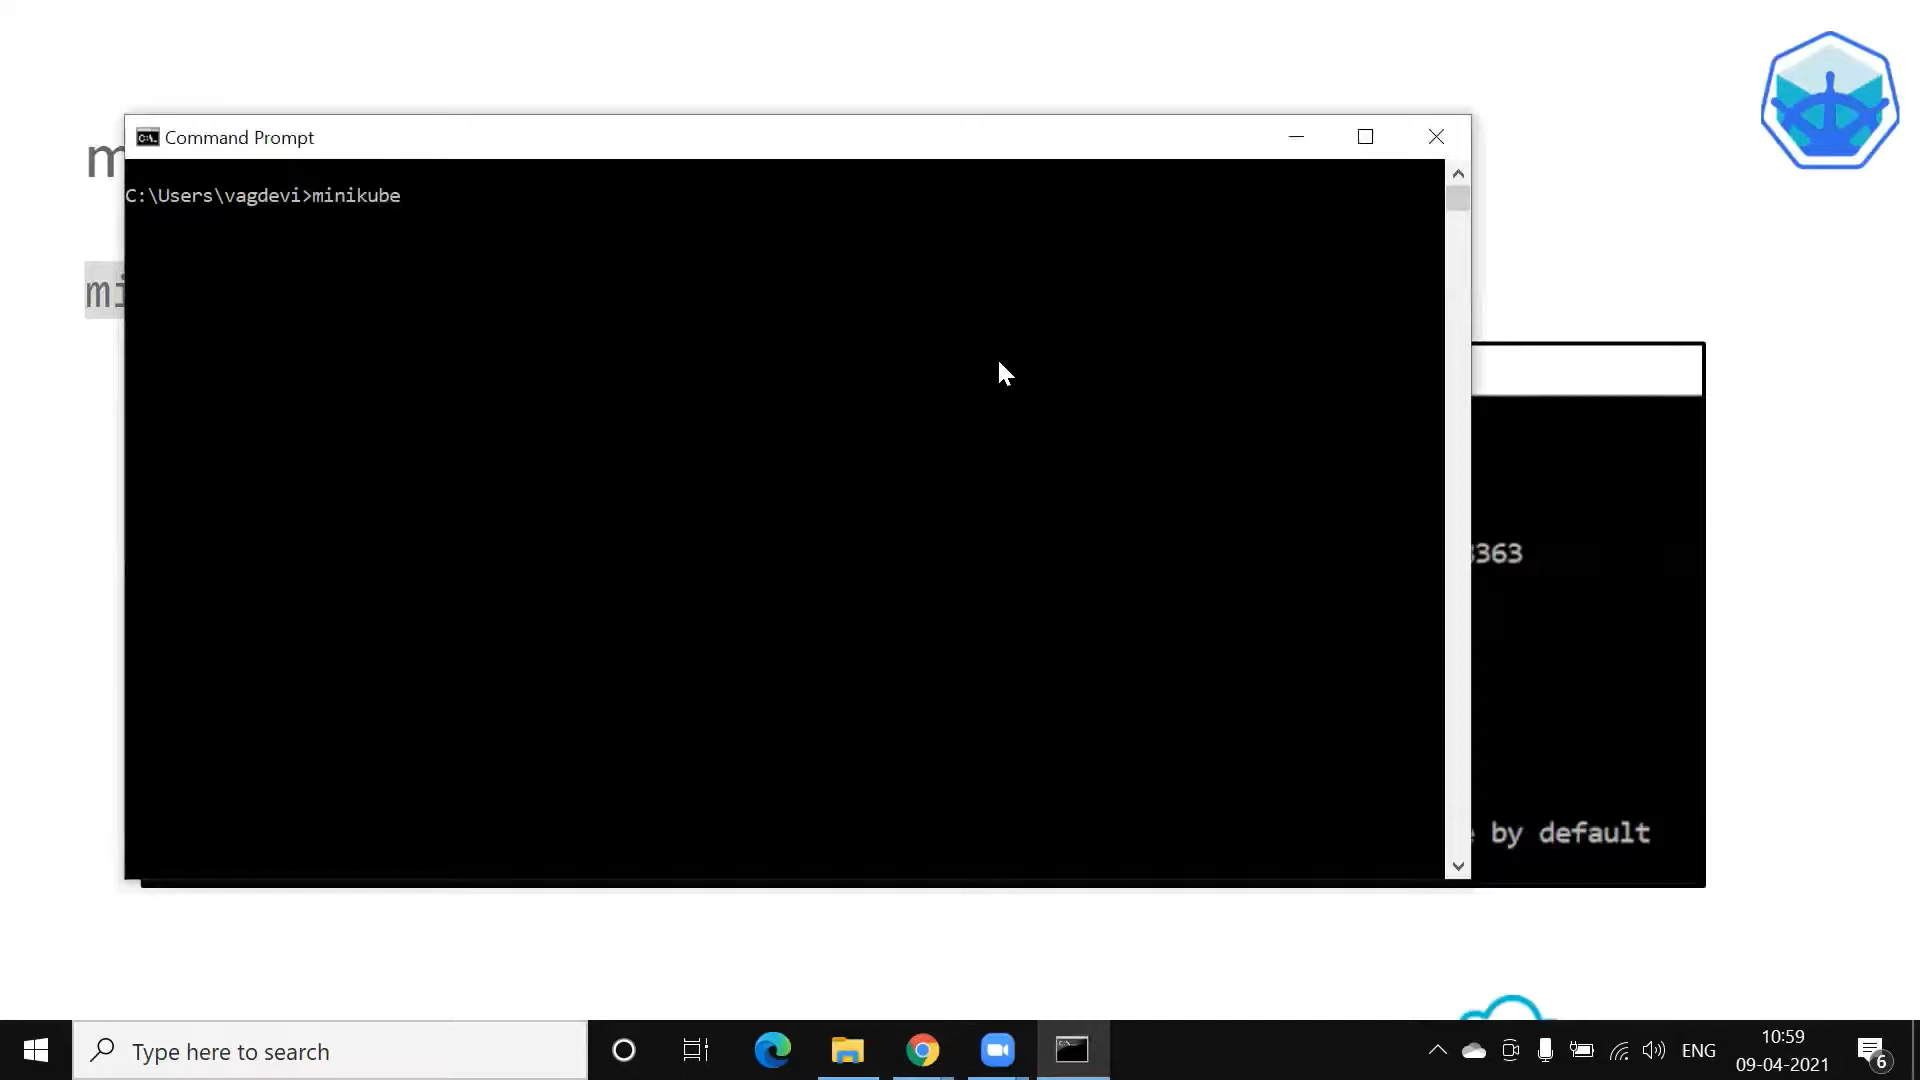 Command Prompt
C:\Users\vagdevi>minikube
m
mi
363
by default
Type here to search
ENG
10:59
09-04-2021
6